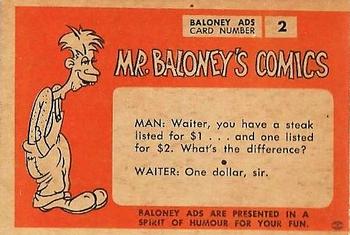 BALONEY ADS
CARD NUMBER
2
MR. BALONEY'S COMICS
MAN: Waiter, you have a steak
listed for $1 . . . and one listed
for $2. What's the difference?
WAITER: One dollar, sir.
BALONEY ADS ARE PRESENTED IN A
SPIRIT OF HUMOUR FOR YOUR FUN.